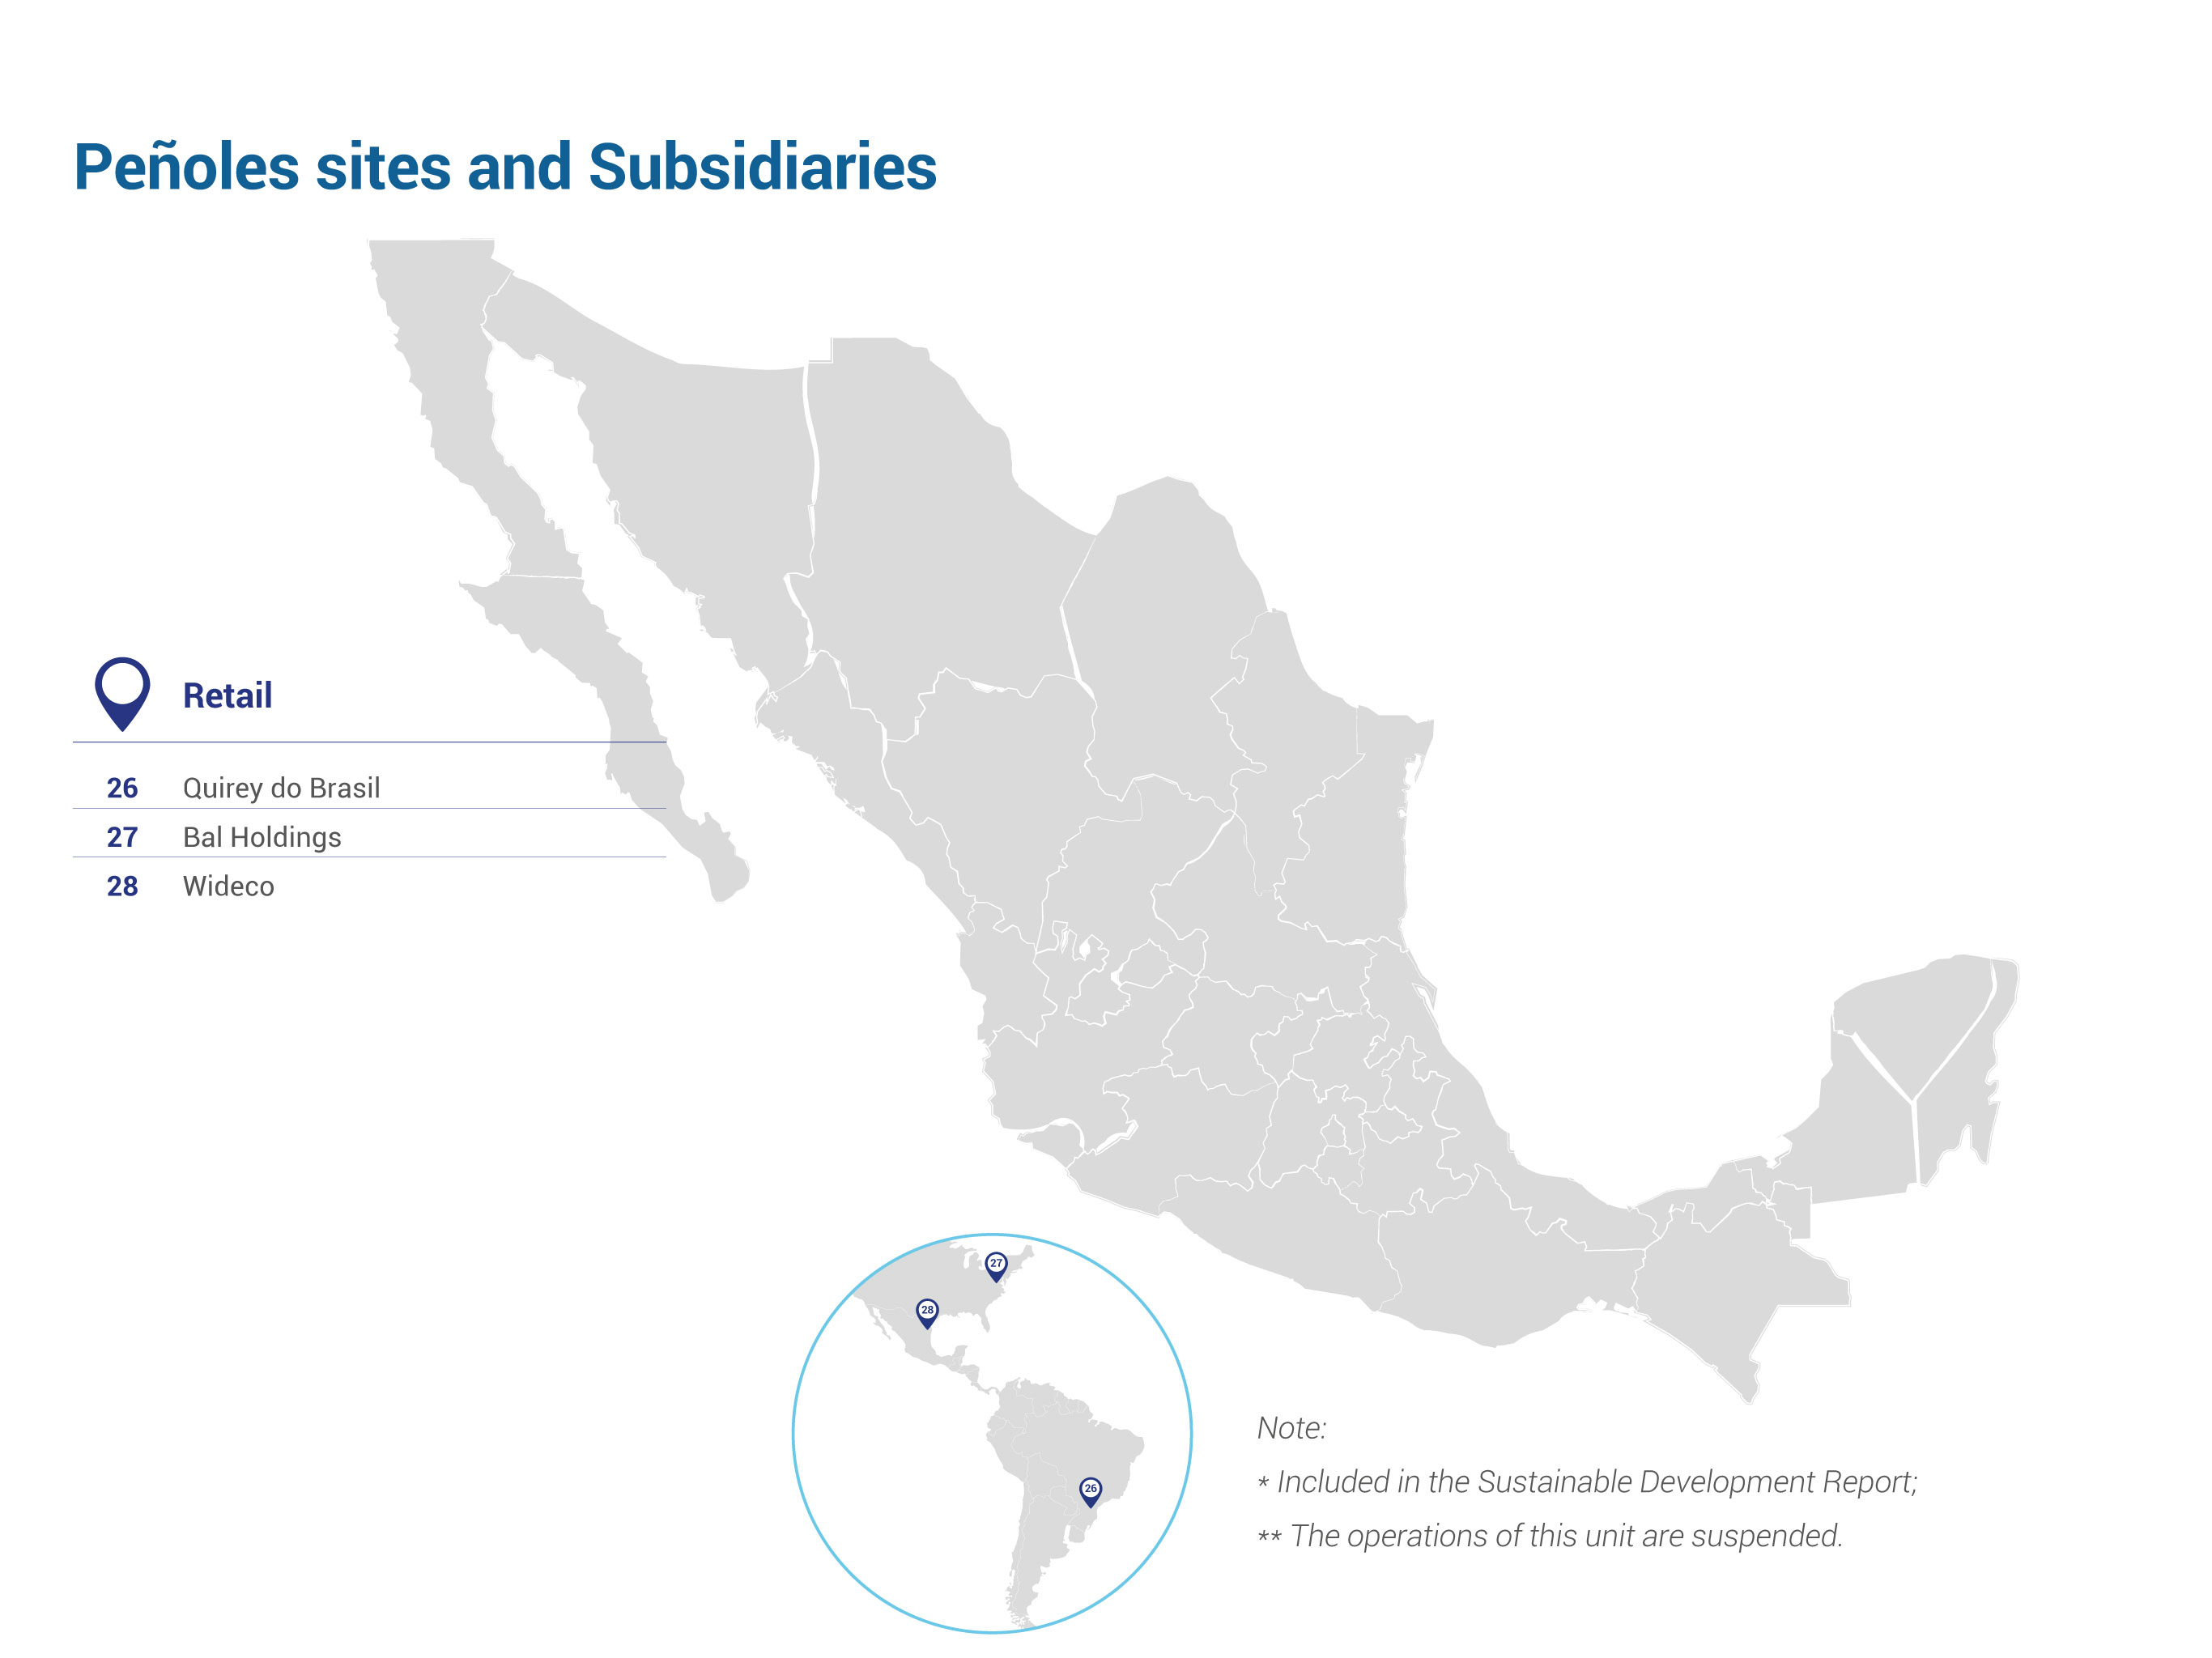 Peñoles sites and Subsidiaries
Retail
26 Quirey do Brasil
27 Bal Holdings
28 Wideco
27
28
26
Note:
* Included in the Sustainable Development Report;
** The operations of this unit are suspended.